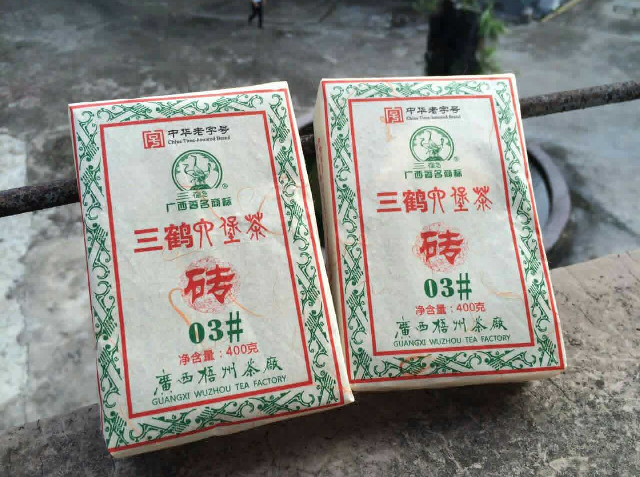 中华老字号
China Time-honored Brand
三鹤
®
广西著名商标
三鹤六堡茶
砖
03#
净含量：400克
廣西梧州茶廠
GUANGXI WUZHOU TEA FACTORY
中华老字号
China Time-honored Brand
三鹤
®
广西著名商标
三鹤六堡茶
砖
03#
净含量：400克
廣西梧州茶廠
GUANGXI WUZHOU TEA FACTORY